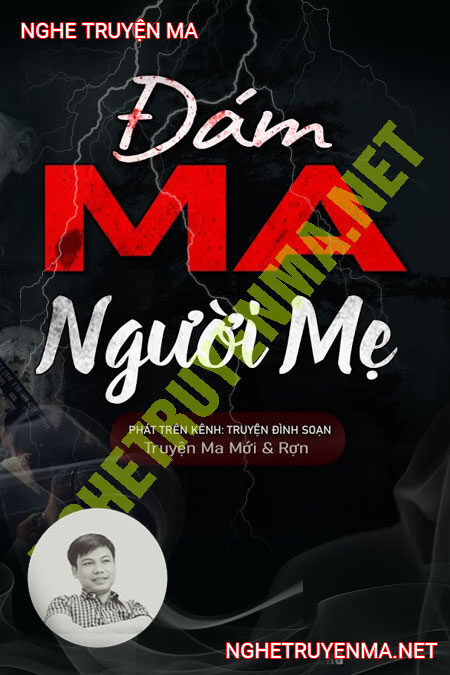 NGHE TRUYỆN MA
Đám
MA
Người Mẹ
PHÁT TRÊN KÊNH: TRUYỆN ĐÌNH SOẠN
Truyện Ma Mới & Rợn
NGHETRUYENMA.NET
NGHETRUYENMA.NET